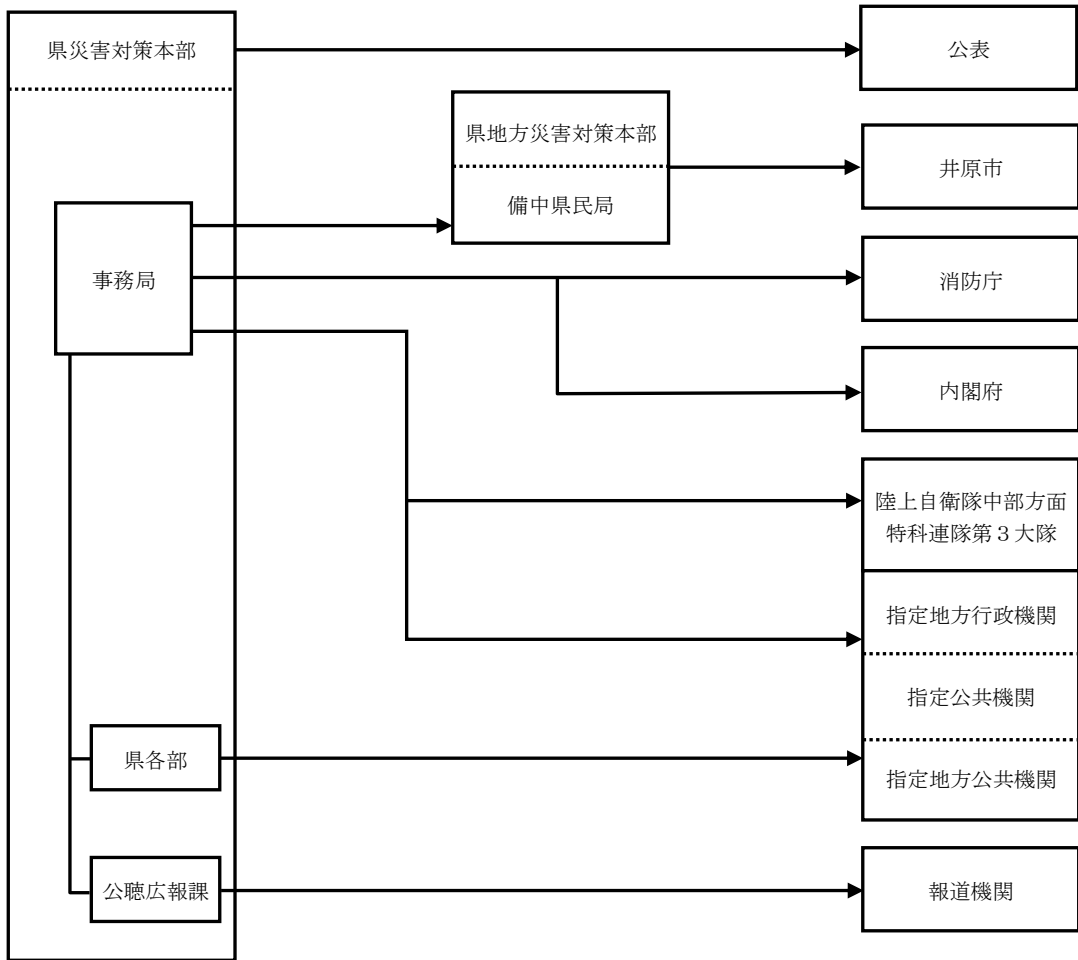 県災害対策本部
公表
県地方災害対策本部
備中県民局
井原市
事務局
消防庁
内閣府
陸上自衛隊中部方面
特科連隊第３大隊
指定地方行政機関
指定公共機関
県各部
指定地方公共機関
公聴広報課
報道機関